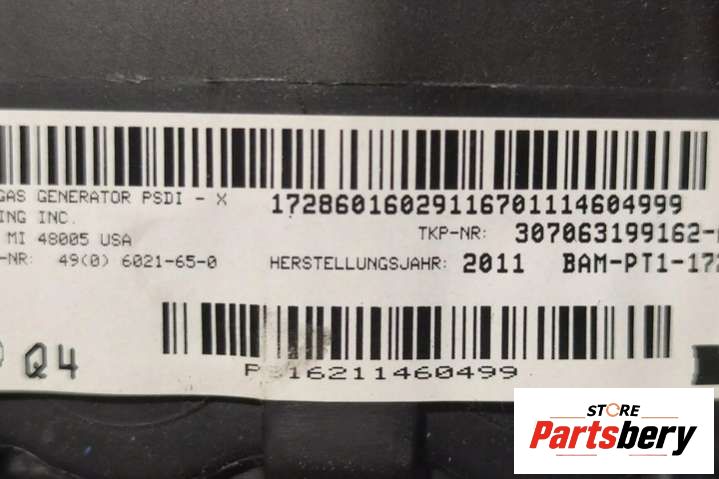 GAS GENERATOR PSDI - X
ING INC.
MI 48005 USA
-NR: 49(0) 6021-65-0
17286016029116701114604999
TKP-NR: 307063199162-
HERSTELLUNGSJAHR: 2011 BAM-PT1-17
Q4
16211460499
STORE
Partsbery